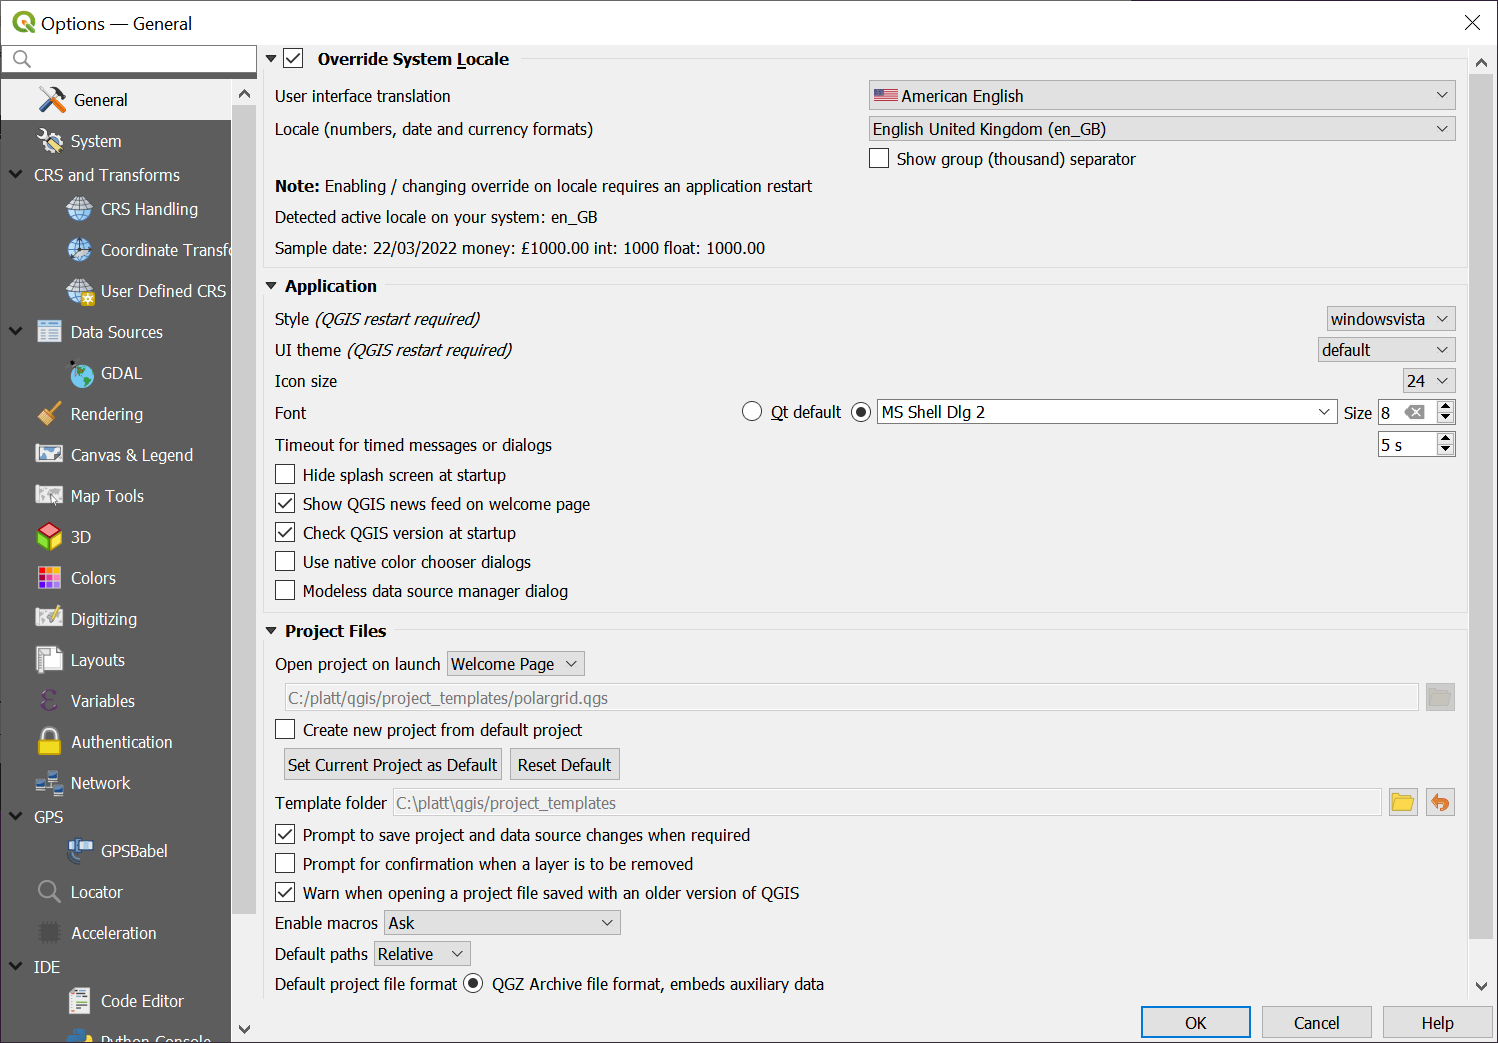 Options — General
General
System
CRS and Transforms
CRS Handling
Coordinate Transfo
User Defined CRS
Data Sources
GDAL
Rendering
Canvas & Legend
Map Tools
3D
Colors
Digitizing
Layouts
Variables
Authentication
Network
GPS
GPSBabel
Locator
Acceleration
IDE
Code Editor
Python Console
Override System Locale
User interface translation American English
Locale (numbers, date and currency formats) English United Kingdom (en_GB)
Show group (thousand) separator
Note: Enabling / changing override on locale requires an application restart
Detected active locale on your system: en_GB
Sample date: 22/03/2022 money: £1000.00 int: 1000 float: 1000.00
Application
Style (QGIS restart required) windowsvista
UI theme (QGIS restart required) default
Icon size 24
Font Qt default MS Shell Dlg 2 Size 8
Timeout for timed messages or dialogs 5 s
Hide splash screen at startup
Show QGIS news feed on welcome page
Check QGIS version at startup
Use native color chooser dialogs
Modeless data source manager dialog
Project Files
Open project on launch Welcome Page
C:/platt/qgis/project_templates/polargrid.qgs
Create new project from default project
Set Current Project as Default Reset Default
Template folder C:\platt\qgis/project_templates
Prompt to save project and data source changes when required
Prompt for confirmation when a layer is to be removed
Warn when opening a project file saved with an older version of QGIS
Enable macros Ask
Default paths Relative
Default project file format QGZ Archive file format, embeds auxiliary data
OK Cancel Help